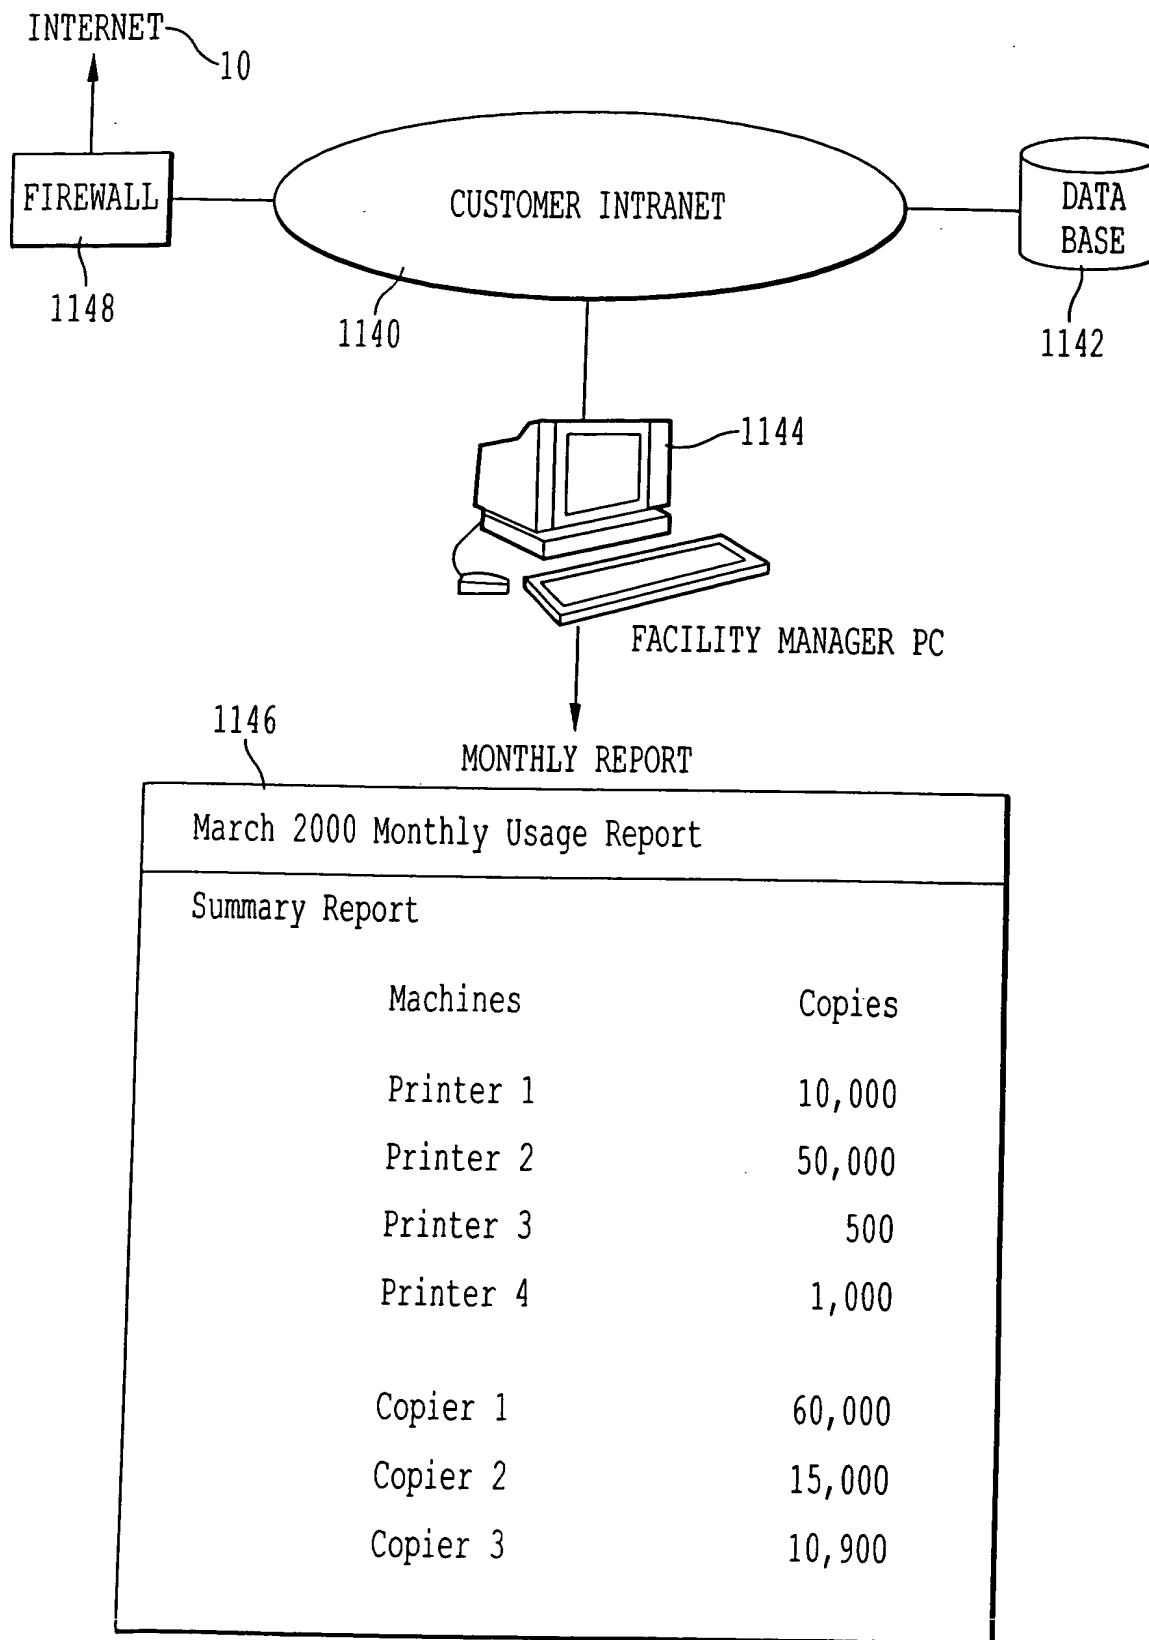 INTERNET
10
FIREWALL
1148
CUSTOMER INTRANET
1140
DATA
BASE
1142
1144
FACILITY MANAGER PC
1146
MONTHLY REPORT
March 2000 Monthly Usage Report
Summary Report
Machines Copies
Printer 1 10,000
Printer 2 50,000
Printer 3 500
Printer 4 1,000
Copier 1 60,000
Copier 2 15,000
Copier 3 10,900